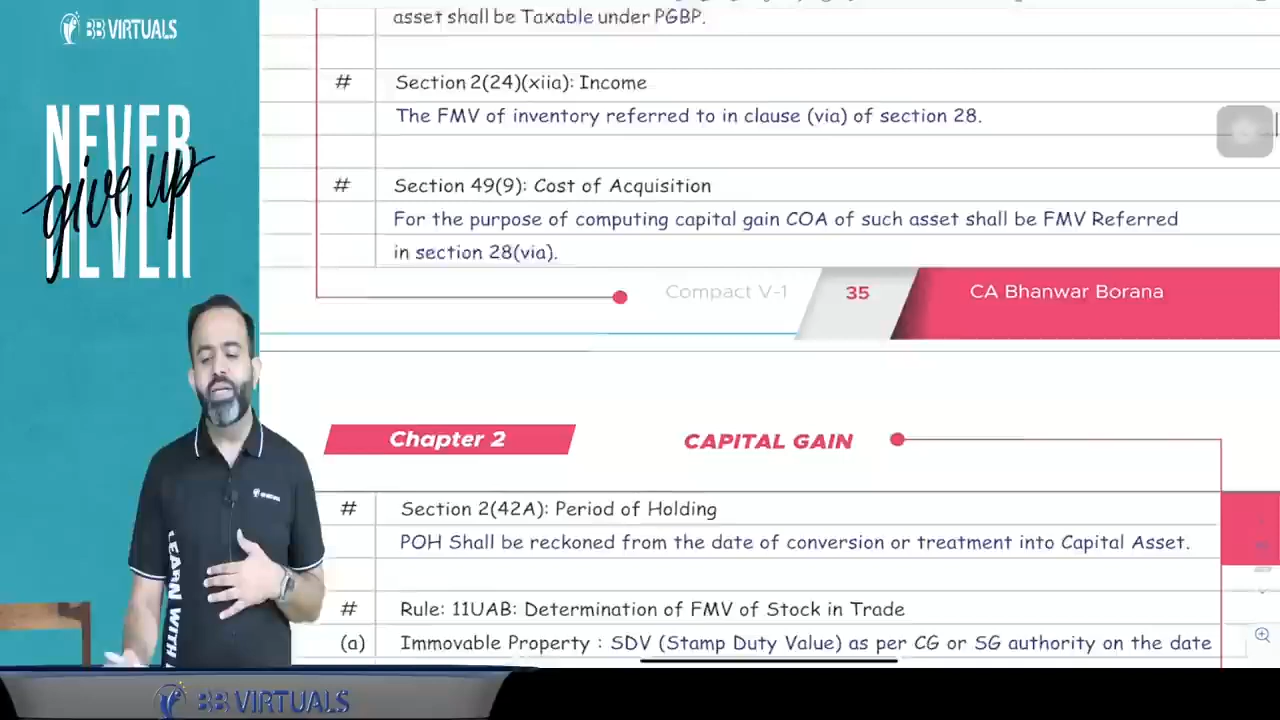 BB VIRTUALS
NEVER
give up
NEVER
asset shall be Taxable under PGBP.
# Section 2(24)(xiia): Income
The FMV of inventory referred to in clause (via) of section 28.
# Section 49(9): Cost of Acquisition
For the purpose of computing capital gain COA of such asset shall be FMV Referred
in section 28(via).
Compact V-1 35 CA Bhanwar Borana
Chapter 2 CAPITAL GAIN
# Section 2(42A): Period of Holding
POH Shall be reckoned from the date of conversion or treatment into Capital Asset.
# Rule: 11UAB: Determination of FMV of Stock in Trade
(a) Immovable Property : SDV (Stamp Duty Value) as per CG or SG authority on the date
BB VIRTUALS
LEARN WITH
BB VIRTUALS